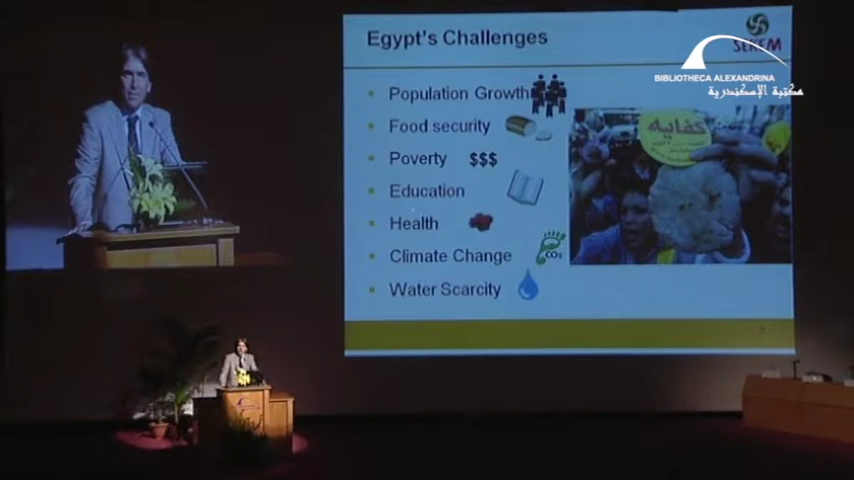 Egypt's Challenges
SEKEM
BIBLIOTHECA ALEXANDRINA
مكتبة الإسكندرية
Population Growth
Food security
كفاية
Poverty $$$
Education
Health
Climate Change
CO₂
Water Scarcity